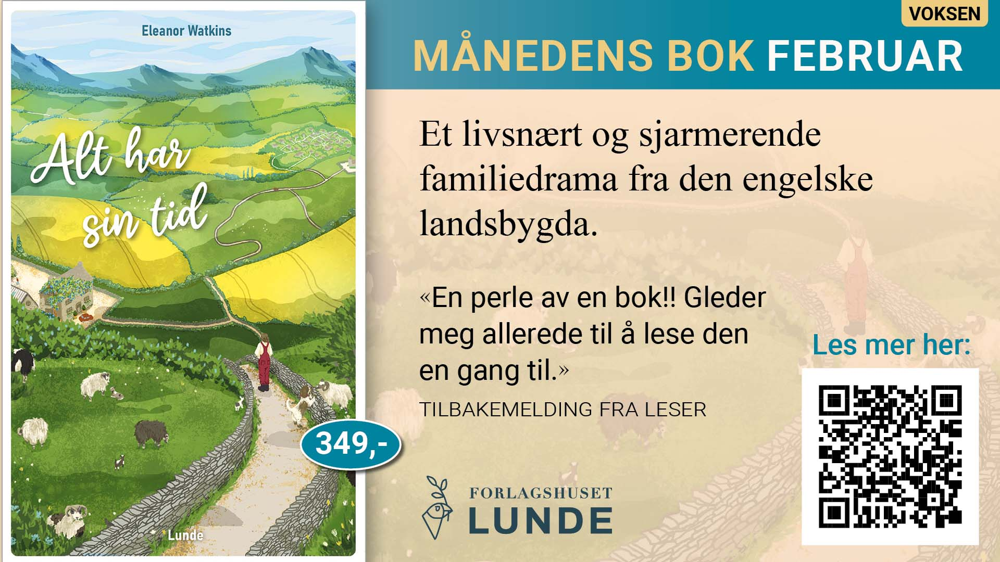 Eleanor Watkins
Alt har
sin tid
Lunde
349,-
VOKSEN
MÅNEDENS BOK FEBRUAR
Et livsnært og sjarmerende
familiedrama fra den engelske
landsbygda.
«En perle av en bok!! Gleder
meg allerede til å lese den
en gang til.»
TILBAKEMELDING FRA LESER
Les mer her:
FORLAGSHUSET
LUNDE